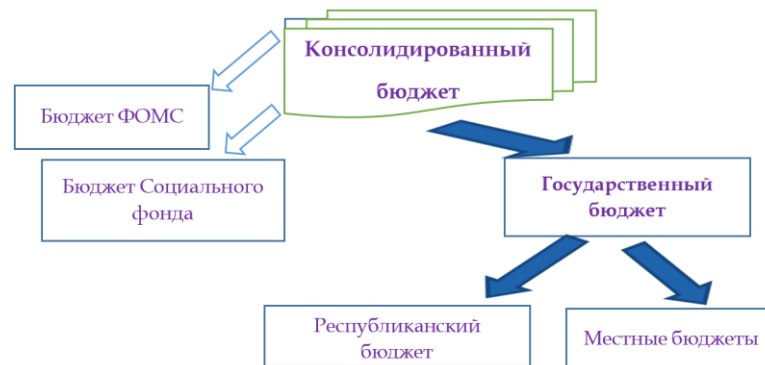 Консолидированный
бюджет
Бюджет ФОМС
Бюджет Социального
фонда
Государственный
бюджет
Республиканский
бюджет
Местные бюджеты